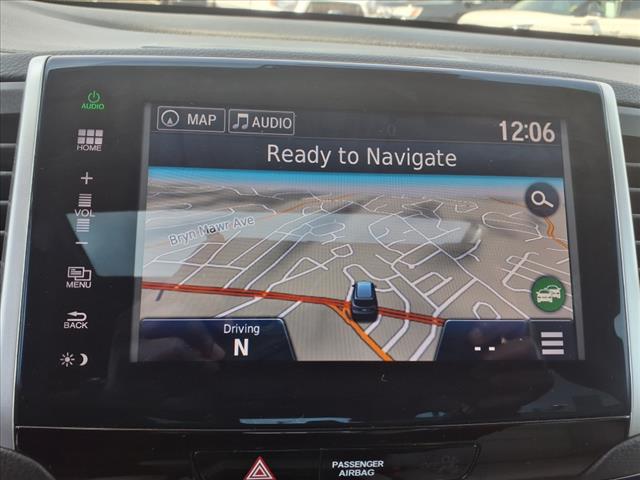 AUDIO
MAP
AUDIO
12:06
HOME
Ready to Navigate
+
VOL
−
Bryn Mawr Ave
MENU
BACK
Driving
N
- -
PASSENGER
AIRBAG